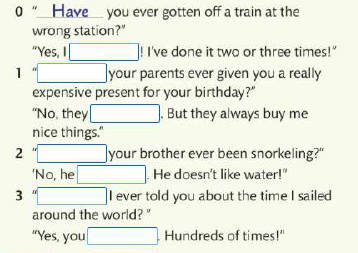 0 "Have you ever gotten off a train at the
wrong station?"
"Yes, I ! I've done it two or three times!"
1 " your parents ever given you a really
expensive present for your birthday?"
"No, they . But they always buy me
nice things."
2 " your brother ever been snorkeling?"
'No, he . He doesn't like water!"
3 " I ever told you about the time I sailed
around the world? "
"Yes, you . Hundreds of times!"